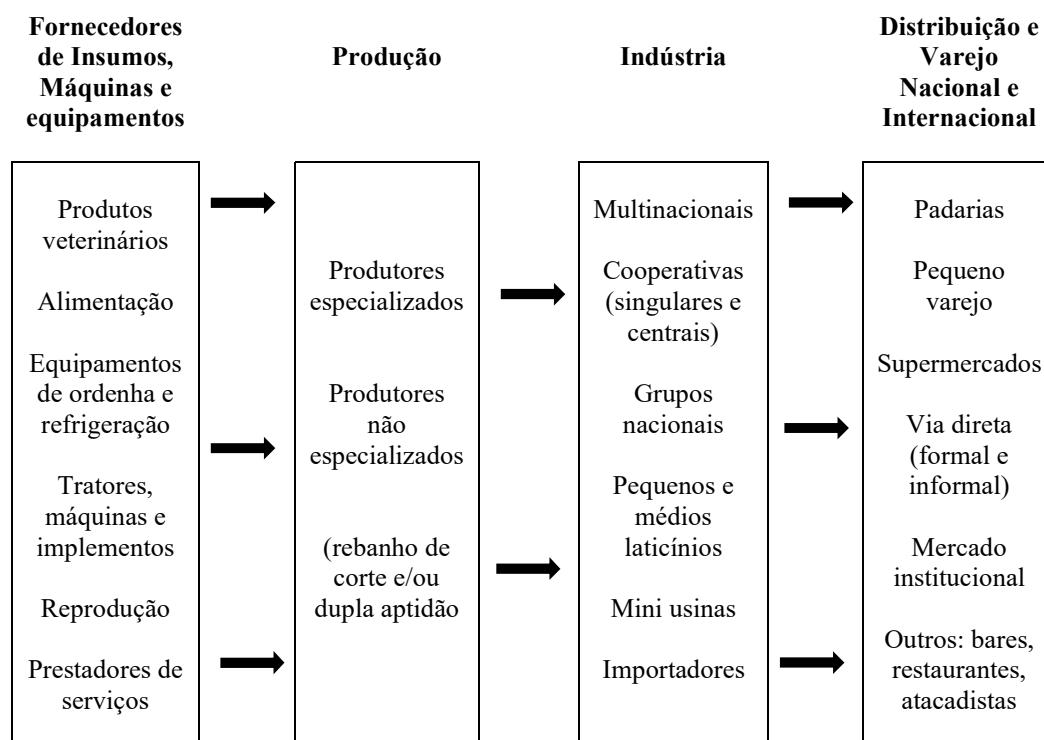 Fornecedores
de Insumos,
Máquinas e
equipamentos
Produção
Indústria
Distribuição e
Varejo
Nacional e
Internacional
Produtos
veterinários
Alimentação
Equipamentos
de ordenha e
refrigeração
Tratores,
máquinas e
implementos
Reprodução
Prestadores de
serviços
Produtores
especializados
Produtores
não
especializados
(rebanho de
corte e/ou
dupla aptidão
Multinacionais
Cooperativas
(singulares e
centrais)
Grupos
nacionais
Pequenos e
médios
laticínios
Mini usinas
Importadores
Padarias
Pequeno
varejo
Supermercados
Via direta
(formal e
informal)
Mercado
institucional
Outros: bares,
restaurantes,
atacadistas